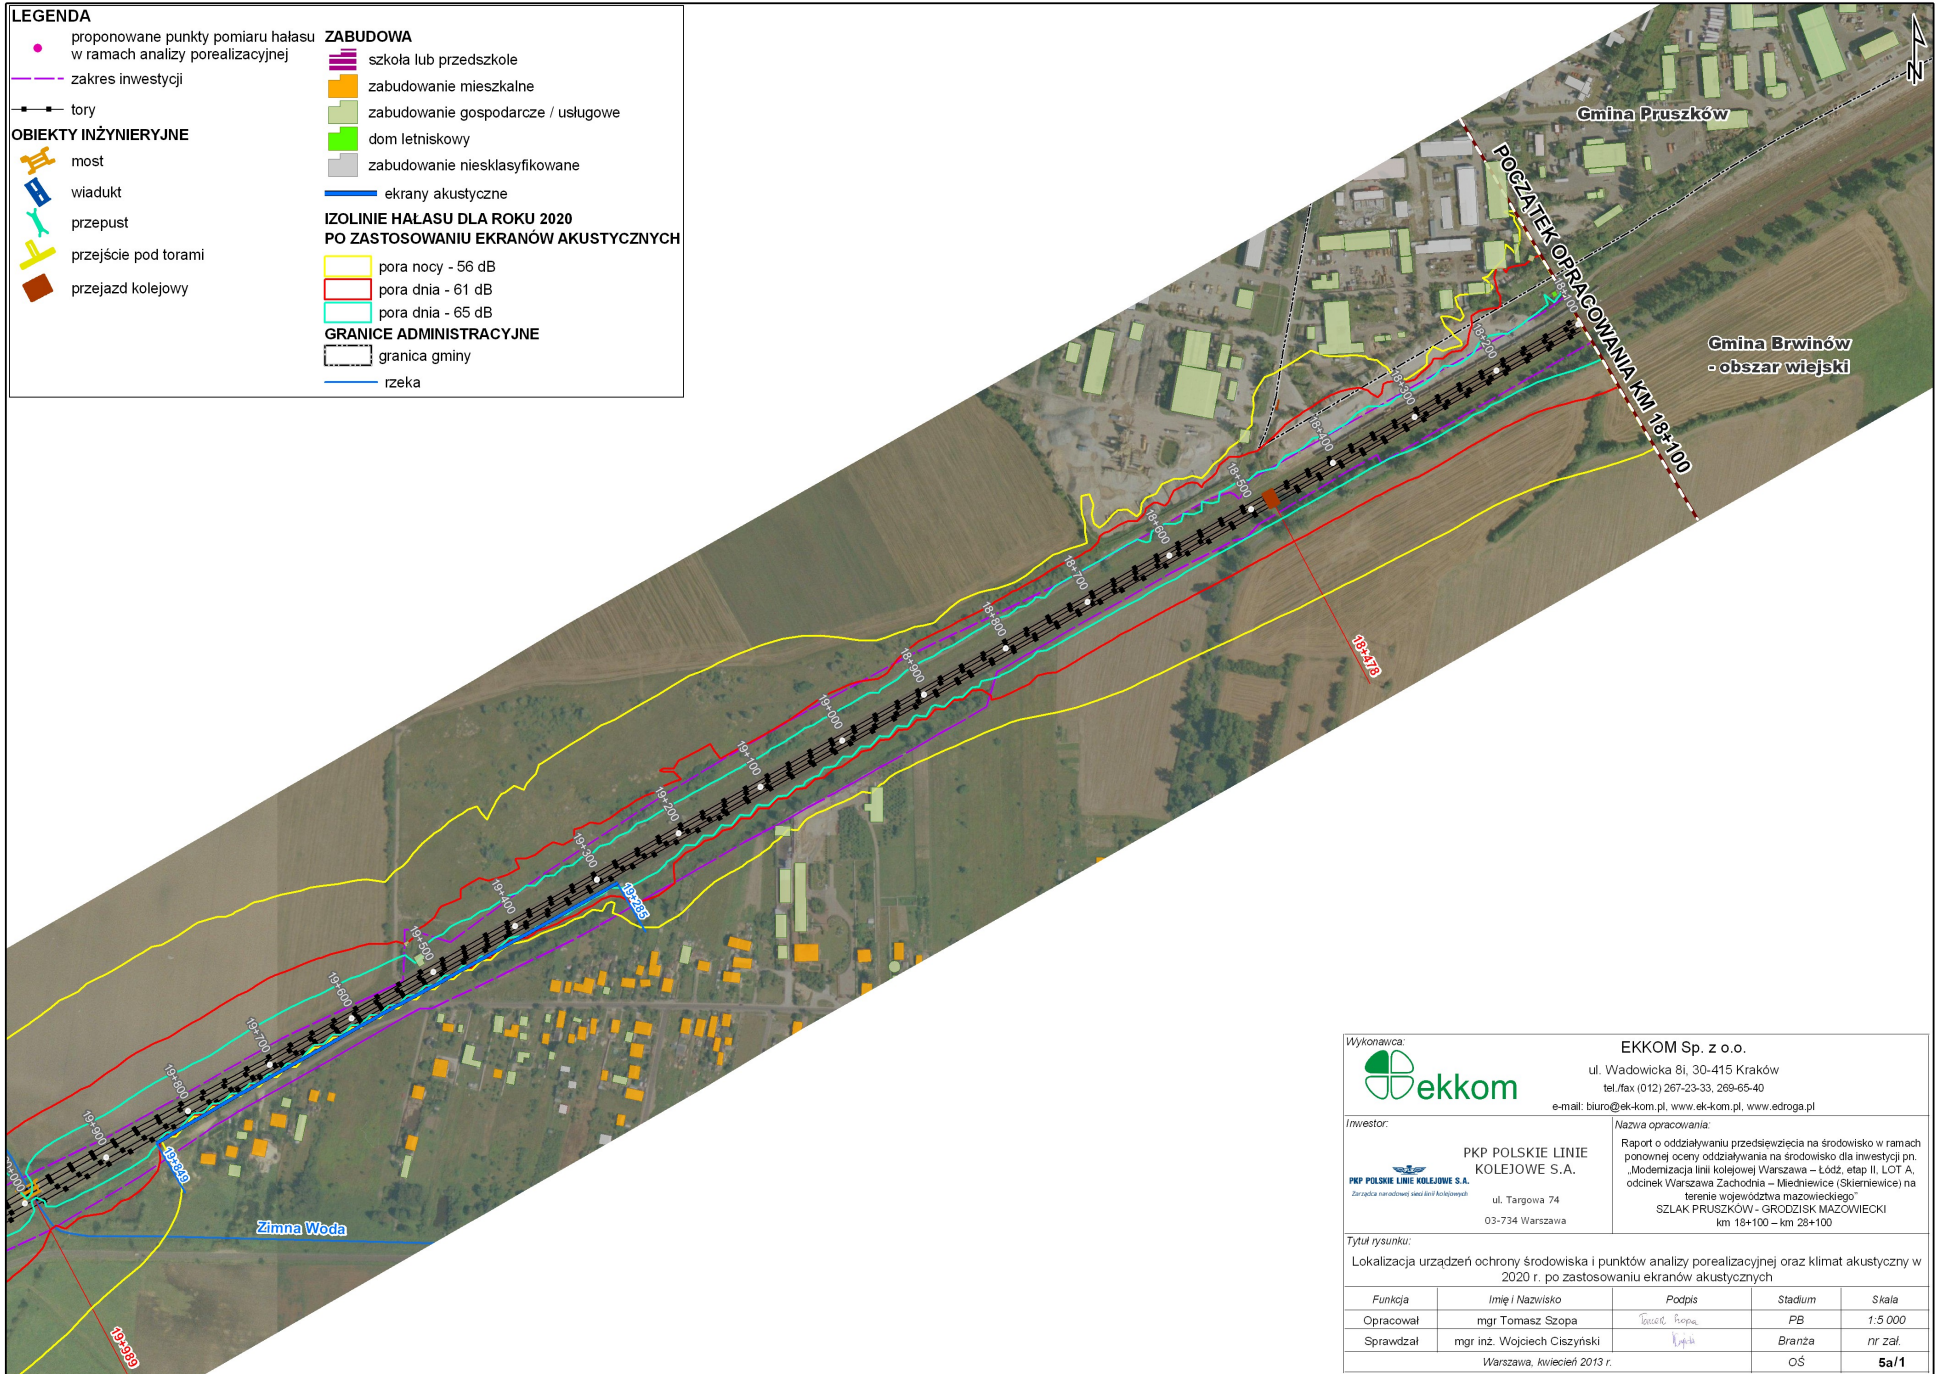 LEGENDA
proponowane punkty pomiaru hałasu
w ramach analizy porealizacyjnej
zakres inwestycji
tory
OBIEKTY INŻYNIERYJNE
most
wiadukt
przepust
przejście pod torami
przejazd kolejowy
ZABUDOWA
szkoła lub przedszkole
zabudowanie mieszkalne
zabudowanie gospodarcze / usługowe
dom letniskowy
zabudowanie niesklasyfikowane
ekrany akustyczne
IZOLINIE HAŁASU DLA ROKU 2020
PO ZASTOSOWANIU EKRANÓW AKUSTYCZNYCH
pora nocy - 56 dB
pora dnia - 61 dB
pora dnia - 65 dB
GRANICE ADMINISTRACYJNE
granica gminy
rzeka
N
Gmina Pruszków
POCZĄTEK OPRACOWANIA KM 18+100
Gmina Brwinów
- obszar wiejski
18+100
18+200
18+300
18+400
18+500
18+600
18+700
18+800
18+900
19+000
19+100
19+200
19+300
19+400
19+500
19+600
19+700
19+800
19+900
20+000
18+478
19+285
19+849
19+989
Zimna Woda
Wykonawca:
ekkom
EKKOM Sp. z o.o.
ul. Wadowicka 8i, 30-415 Kraków
tel./fax (012) 267-23-33, 269-65-40
e-mail: biuro@ek-kom.pl, www.ek-kom.pl, www.edroga.pl
Inwestor:
PKP POLSKIE LINIE KOLEJOWE S.A.
Zarządca narodowej sieci linii kolejowych
PKP POLSKIE LINIE
KOLEJOWE S.A.
ul. Targowa 74
03-734 Warszawa
Nazwa opracowania:
Raport o oddziaływaniu przedsięwzięcia na środowisko w ramach
ponownej oceny oddziaływania na środowisko dla inwestycji pn.
„Modernizacja linii kolejowej Warszawa – Łódź, etap II, LOT A,
odcinek Warszawa Zachodnia – Miedniewice (Skierniewice) na
terenie województwa mazowieckiego"
SZLAK PRUSZKÓW - GRODZISK MAZOWIECKI
km 18+100 – km 28+100
Tytuł rysunku:
Lokalizacja urządzeń ochrony środowiska i punktów analizy porealizacyjnej oraz klimat akustyczny w
2020 r. po zastosowaniu ekranów akustycznych
Funkcja Imię i Nazwisko Podpis Stadium Skala
Opracował mgr Tomasz Szopa PB 1:5 000
Sprawdzał mgr inż. Wojciech Ciszyński Branża nr zał.
Warszawa, kwiecień 2013 r. OŚ 5a/1